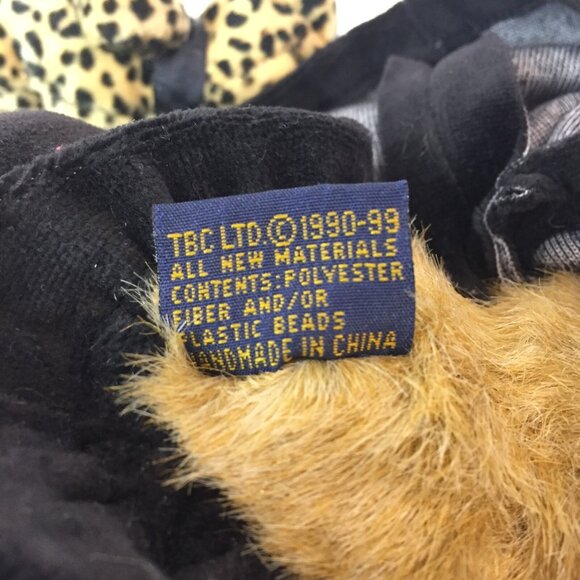 TBC LTD.© 1990-99
ALL NEW MATERIALS
CONTENTS:POLYESTER
FIBER AND/OR
PLASTIC BEADS
HANDMADE IN CHINA